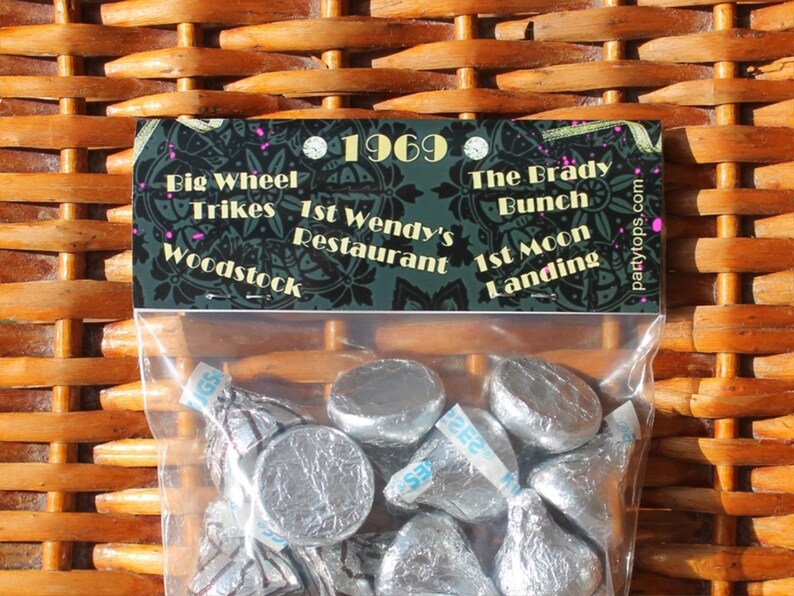 1969
Big Wheel
Trikes
1st Wendy's
Restaurant
The Brady
Bunch
Woodstock
1st Moon
Landing
partytops.com